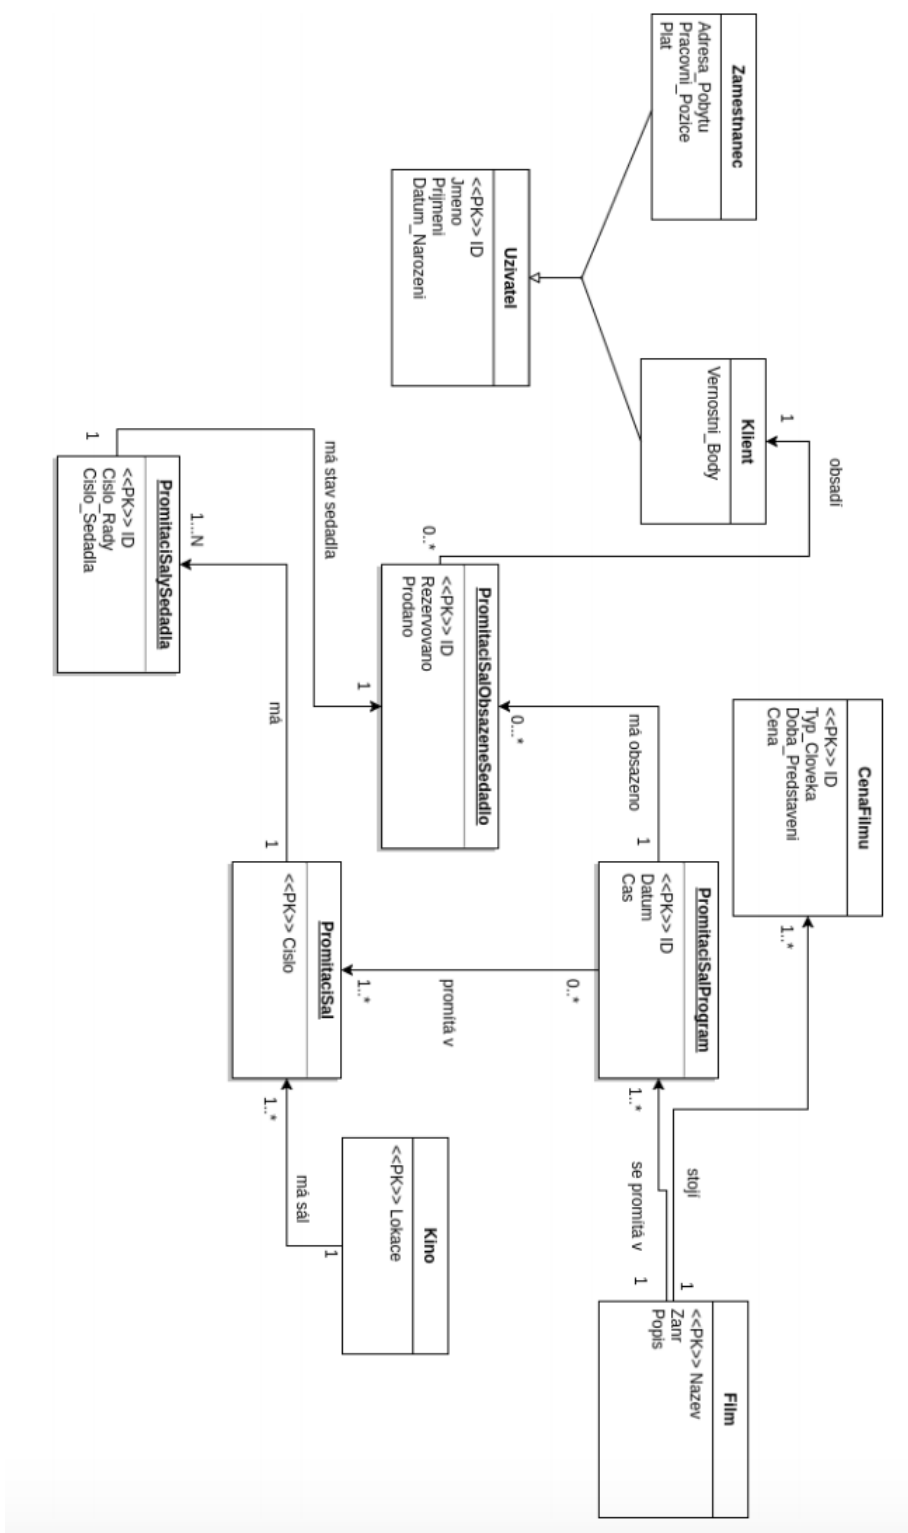 Zamestnanec
Adresa_Pobytu
Pracovni_Pozice
Plat
Uzivatel
<<PK>> ID
Jmeno
Prijmeni
Datum_Narozeni
Klient
Vernostni_Body
1
obsadí
0..*
PromitaciSalySedadla
<<PK>> ID
Cislo_Rady
Cislo_Sedadla
1
má stav sedadla
1
1...N
má
1
PromitaciSalObsazeneSedadlo
<<PK>> ID
Rezervovano
Prodano
0...*
má obsazeno
1
CenaFilmu
<<PK>> ID
Typ_Cloveka
Doba_Predstaveni
Cena
1..*
PromitaciSalProgram
<<PK>> ID
Datum
Cas
0..*
promítá v
1..*
PromitaciSal
<<PK>> Cislo
1..*
má sál
1
Kino
<<PK>> Lokace
1..*
se promítá v
1
stojí
1
Film
<<PK>> Nazev
Zanr
Popis